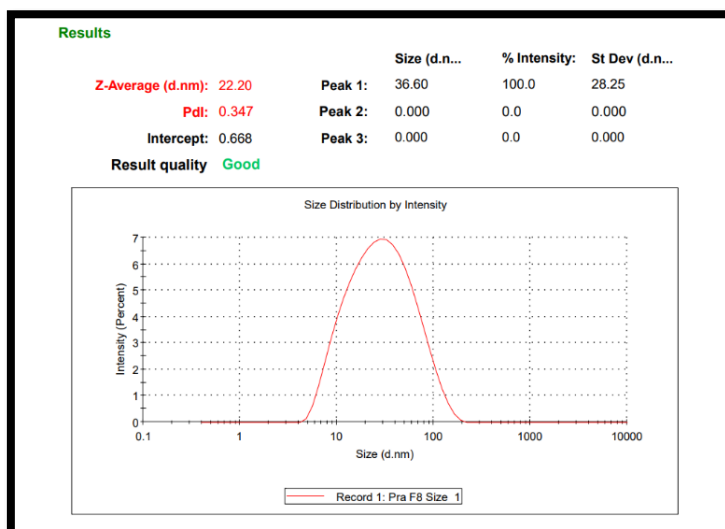 Results
Size (d.n... % Intensity: St Dev (d.n...
Z-Average (d.nm): 22.20 Peak 1: 36.60 100.0 28.25
PdI: 0.347 Peak 2: 0.000 0.0 0.000
Intercept: 0.668 Peak 3: 0.000 0.0 0.000
Result quality Good
Size Distribution by Intensity
7
6
5
4
3
2
1
0
Intensity (Percent)
0.1 1 10 100 1000 10000
Size (d.nm)
Record 1: Pra F8 Size 1